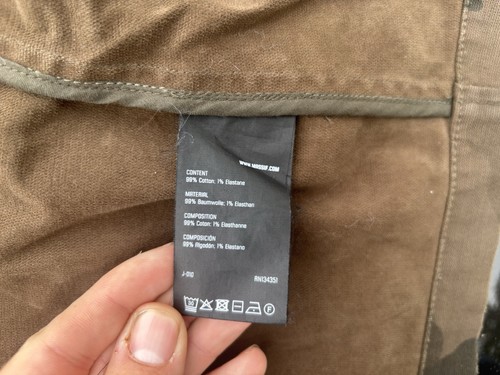 CONTENT
99% Cotton; 1% Elastane
MATERIAL
99% Baumwolle; 1% Elasthan
COMPOSITION
99% Coton; 1% Elasthanne
COMPOSICIÓN
99% Algodón; 1% Elastano
J-010 RN134351
30 F